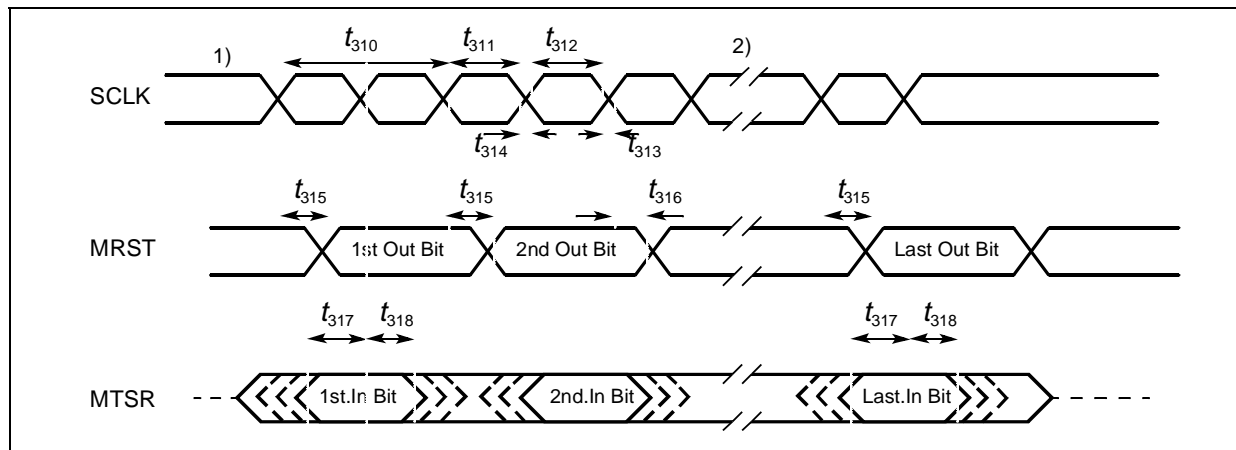 1) t310 t311 t312 2)
SCLK
t314 t313
t315 t315 t316 t315
MRST 1st Out Bit 2nd Out Bit Last Out Bit
t317 t318 t317 t318
MTSR 1st.In Bit 2nd.In Bit Last.In Bit